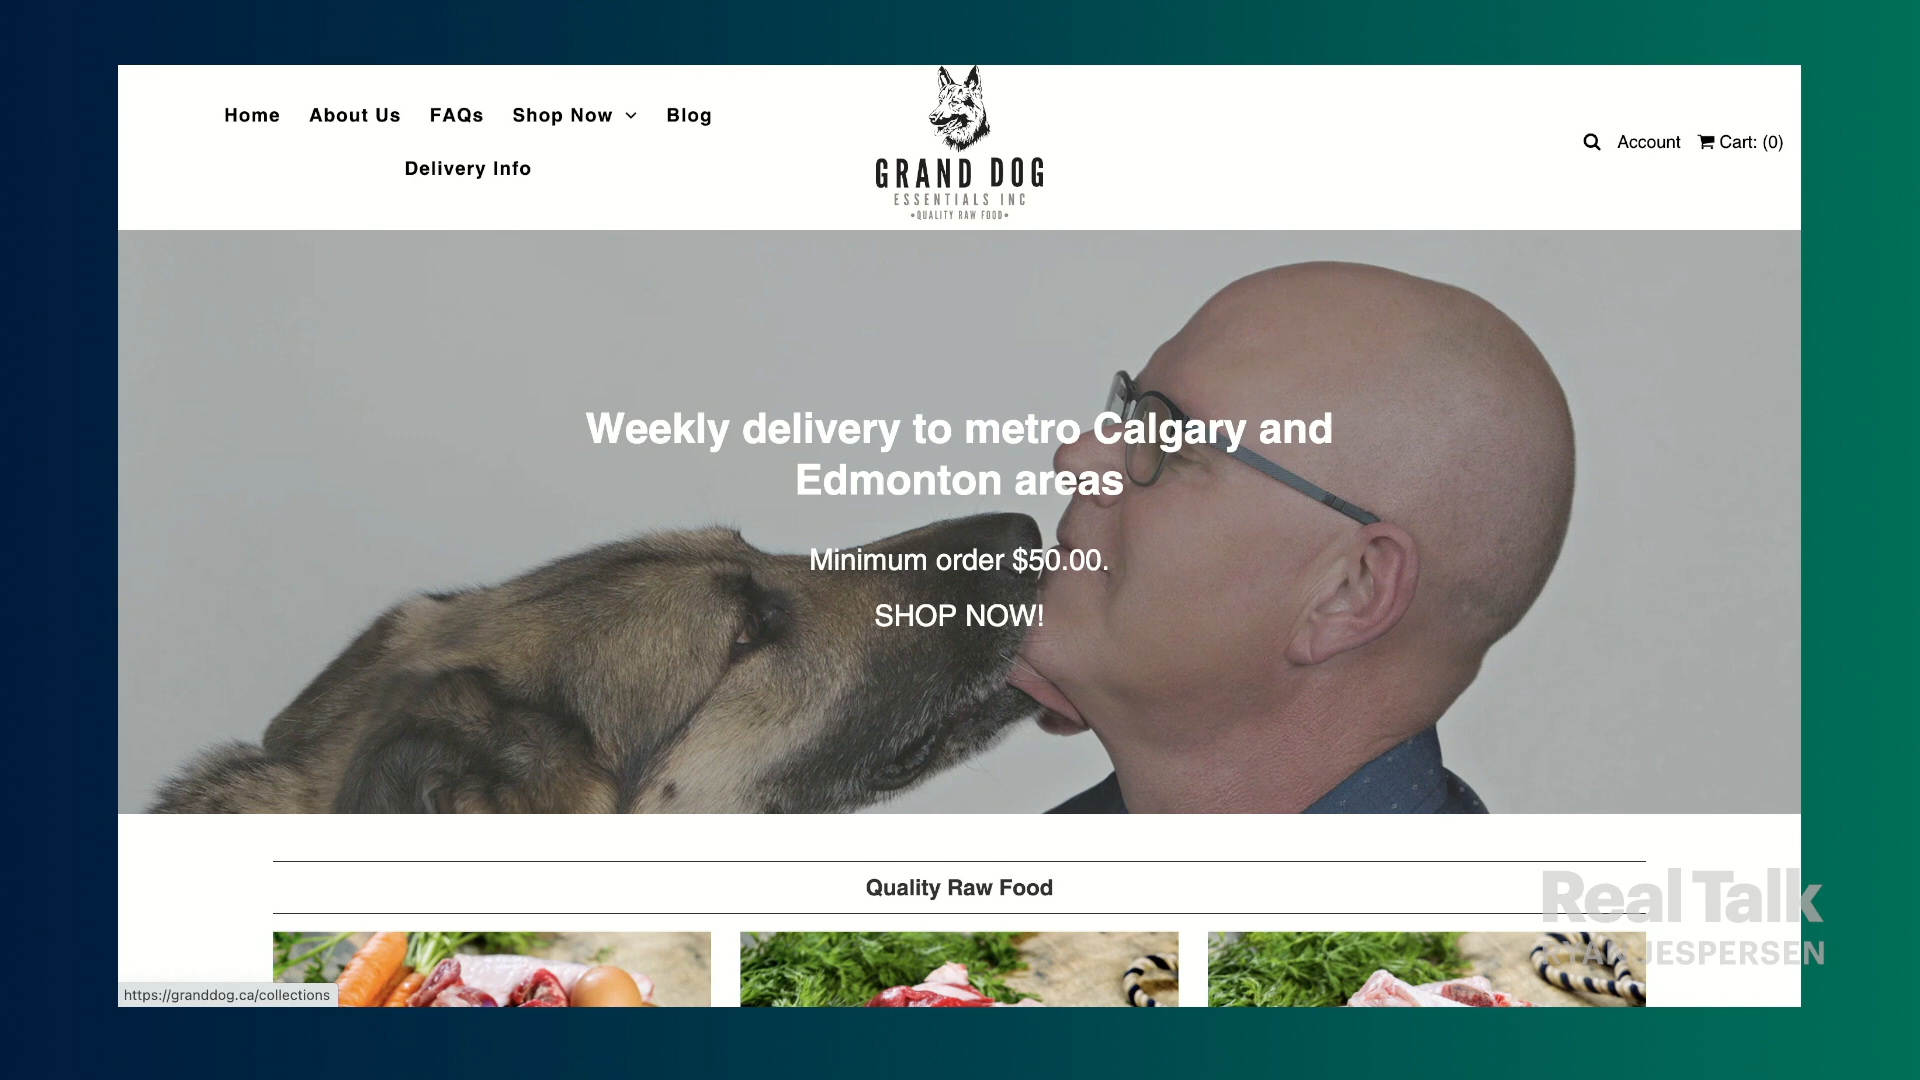 Home About Us FAQs Shop Now Blog
Delivery Info
GRAND DOG
ESSENTIALS INC
•QUALITY RAW FOOD•
Account Cart: (0)
Weekly delivery to metro Calgary and
Edmonton areas
Minimum order $50.00.
SHOP NOW!
Quality Raw Food
Real Talk
RYAN JESPERSEN
https://granddog.ca/collections